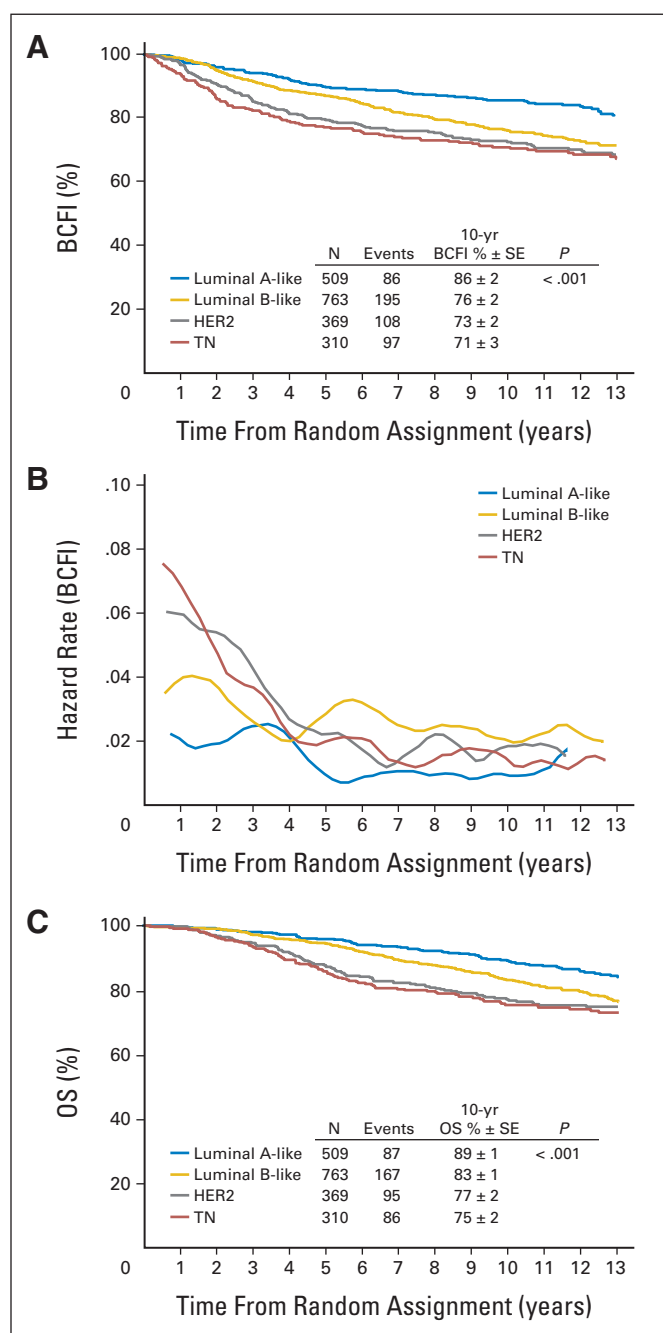 A
100
80
60
40
20
0
BCFI (%)
10-yr
N Events BCFI % ± SE P
Luminal A-like 509 86 86 ± 2 < .001
Luminal B-like 763 195 76 ± 2
HER2 369 108 73 ± 2
TN 310 97 71 ± 3
1 2 3 4 5 6 7 8 9 10 11 12 13
Time From Random Assignment (years)
B
.10
.08
.06
.04
.02
0
Hazard Rate (BCFI)
Luminal A-like
Luminal B-like
HER2
TN
1 2 3 4 5 6 7 8 9 10 11 12 13
Time From Random Assignment (years)
C
100
80
60
40
20
0
OS (%)
10-yr
N Events OS % ± SE P
Luminal A-like 509 87 89 ± 1 < .001
Luminal B-like 763 167 83 ± 1
HER2 369 95 77 ± 2
TN 310 86 75 ± 2
1 2 3 4 5 6 7 8 9 10 11 12 13
Time From Random Assignment (years)